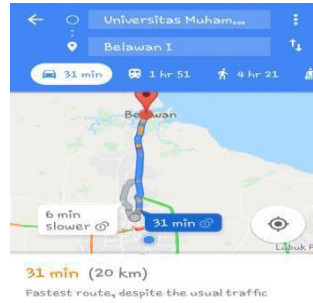 Universitas Muham...
Belawan I
31 min
1 hr 51
4 hr 21
Belawan
6 min
slower
31 min
Lubuk P
31 min (20 km)
Fastest route, despite the usual traffic